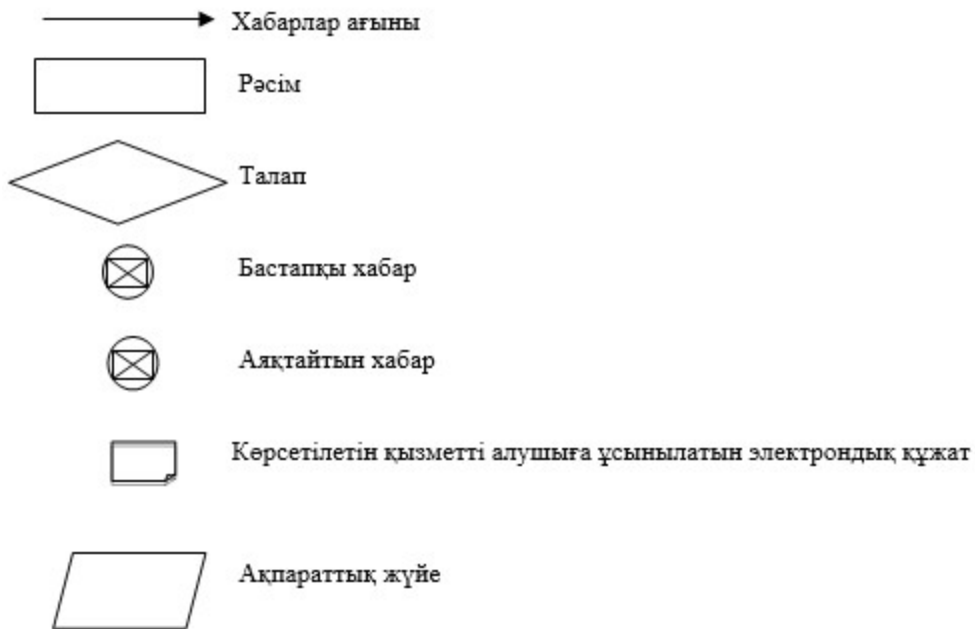 Хабарлар ағыны
Рәсім
Талап
Бастапқы хабар
Аяқтайтын хабар
Көрсетілетін қызметті алушыға ұсынылатын электрондық құжат
Ақпараттық жүйе